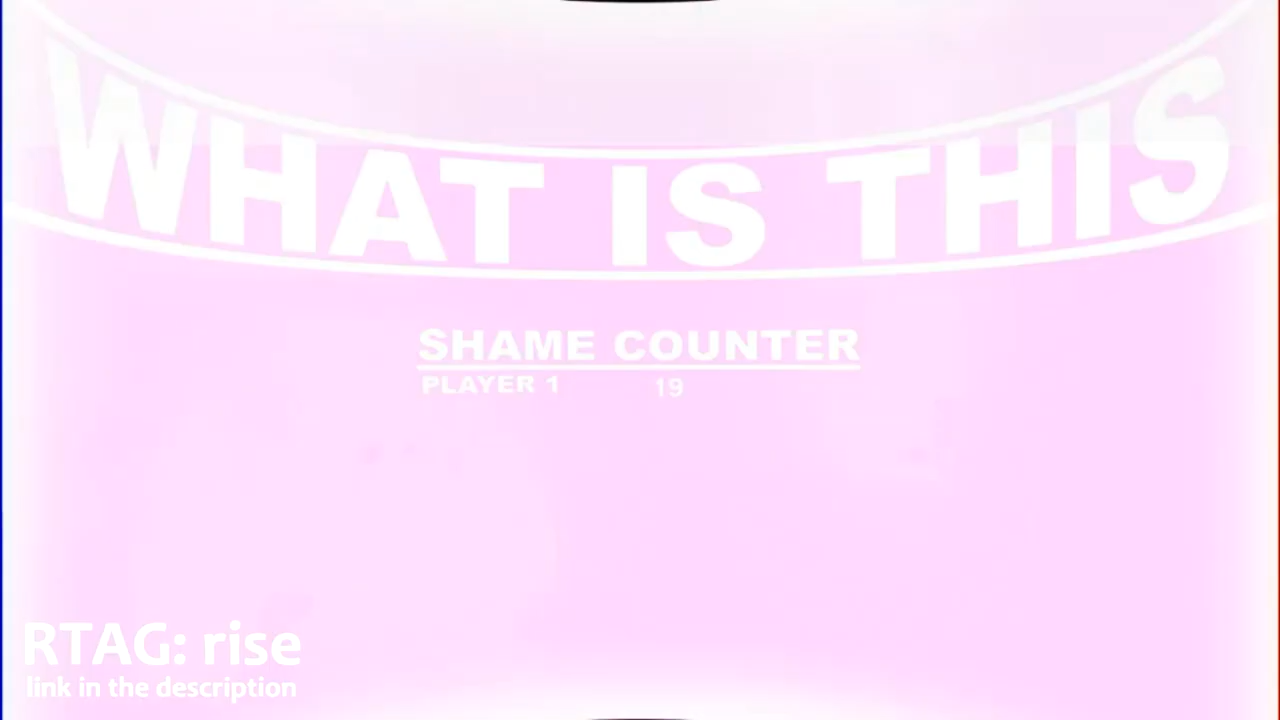 WHAT IS THIS
SHAME COUNTER
PLAYER 1 19
RTAG: rise
link in the description